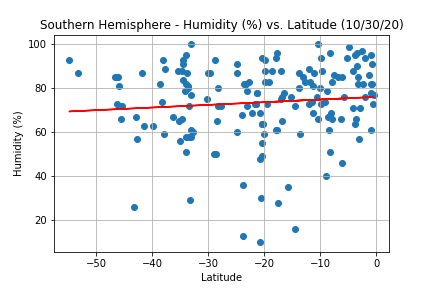 Southern Hemisphere - Humidity (%) vs. Latitude (10/30/20)
100
80
60
40
20
Humidity (%)
−50 −40 −30 −20 −10 0
Latitude